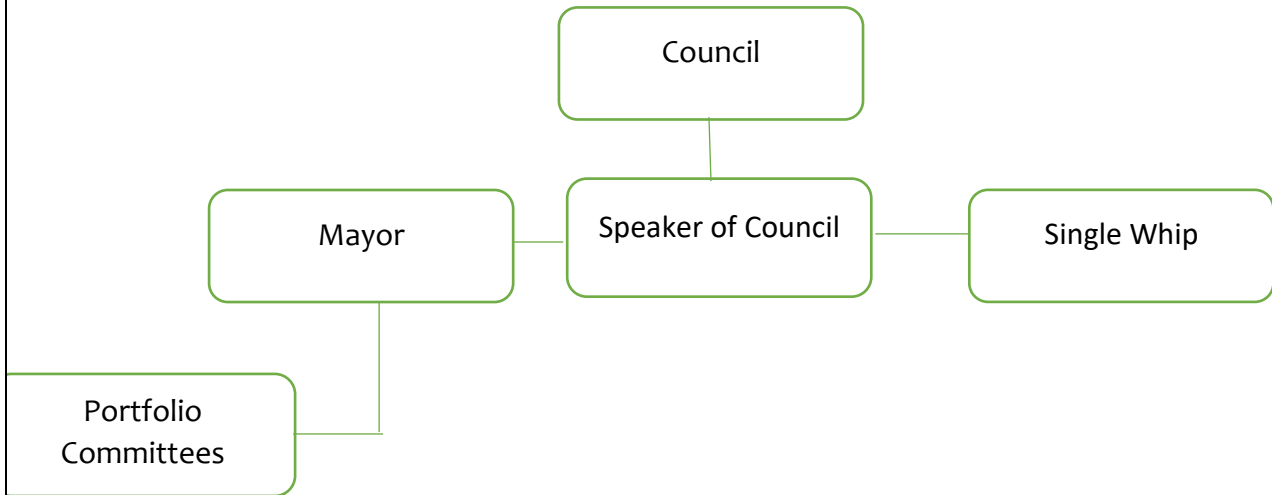 Council
Mayor
Speaker of Council
Single Whip
Portfolio
Committees